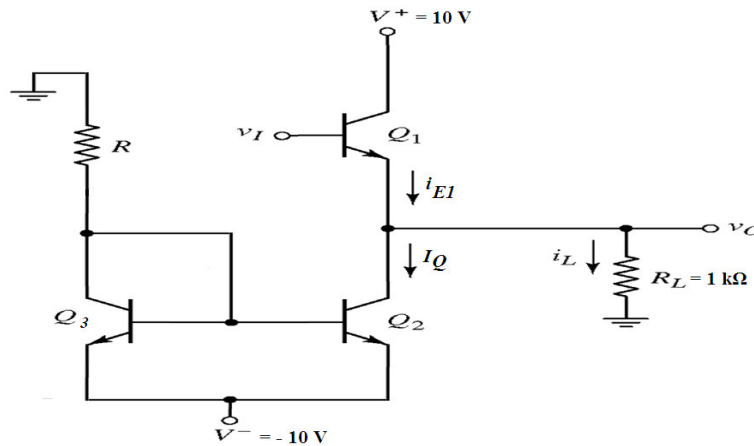 V⁺ = 10 V
R
v_I
Q₁
i_E1
v_O
I_Q
i_L
R_L = 1 kΩ
Q₃
Q₂
V⁻ = - 10 V